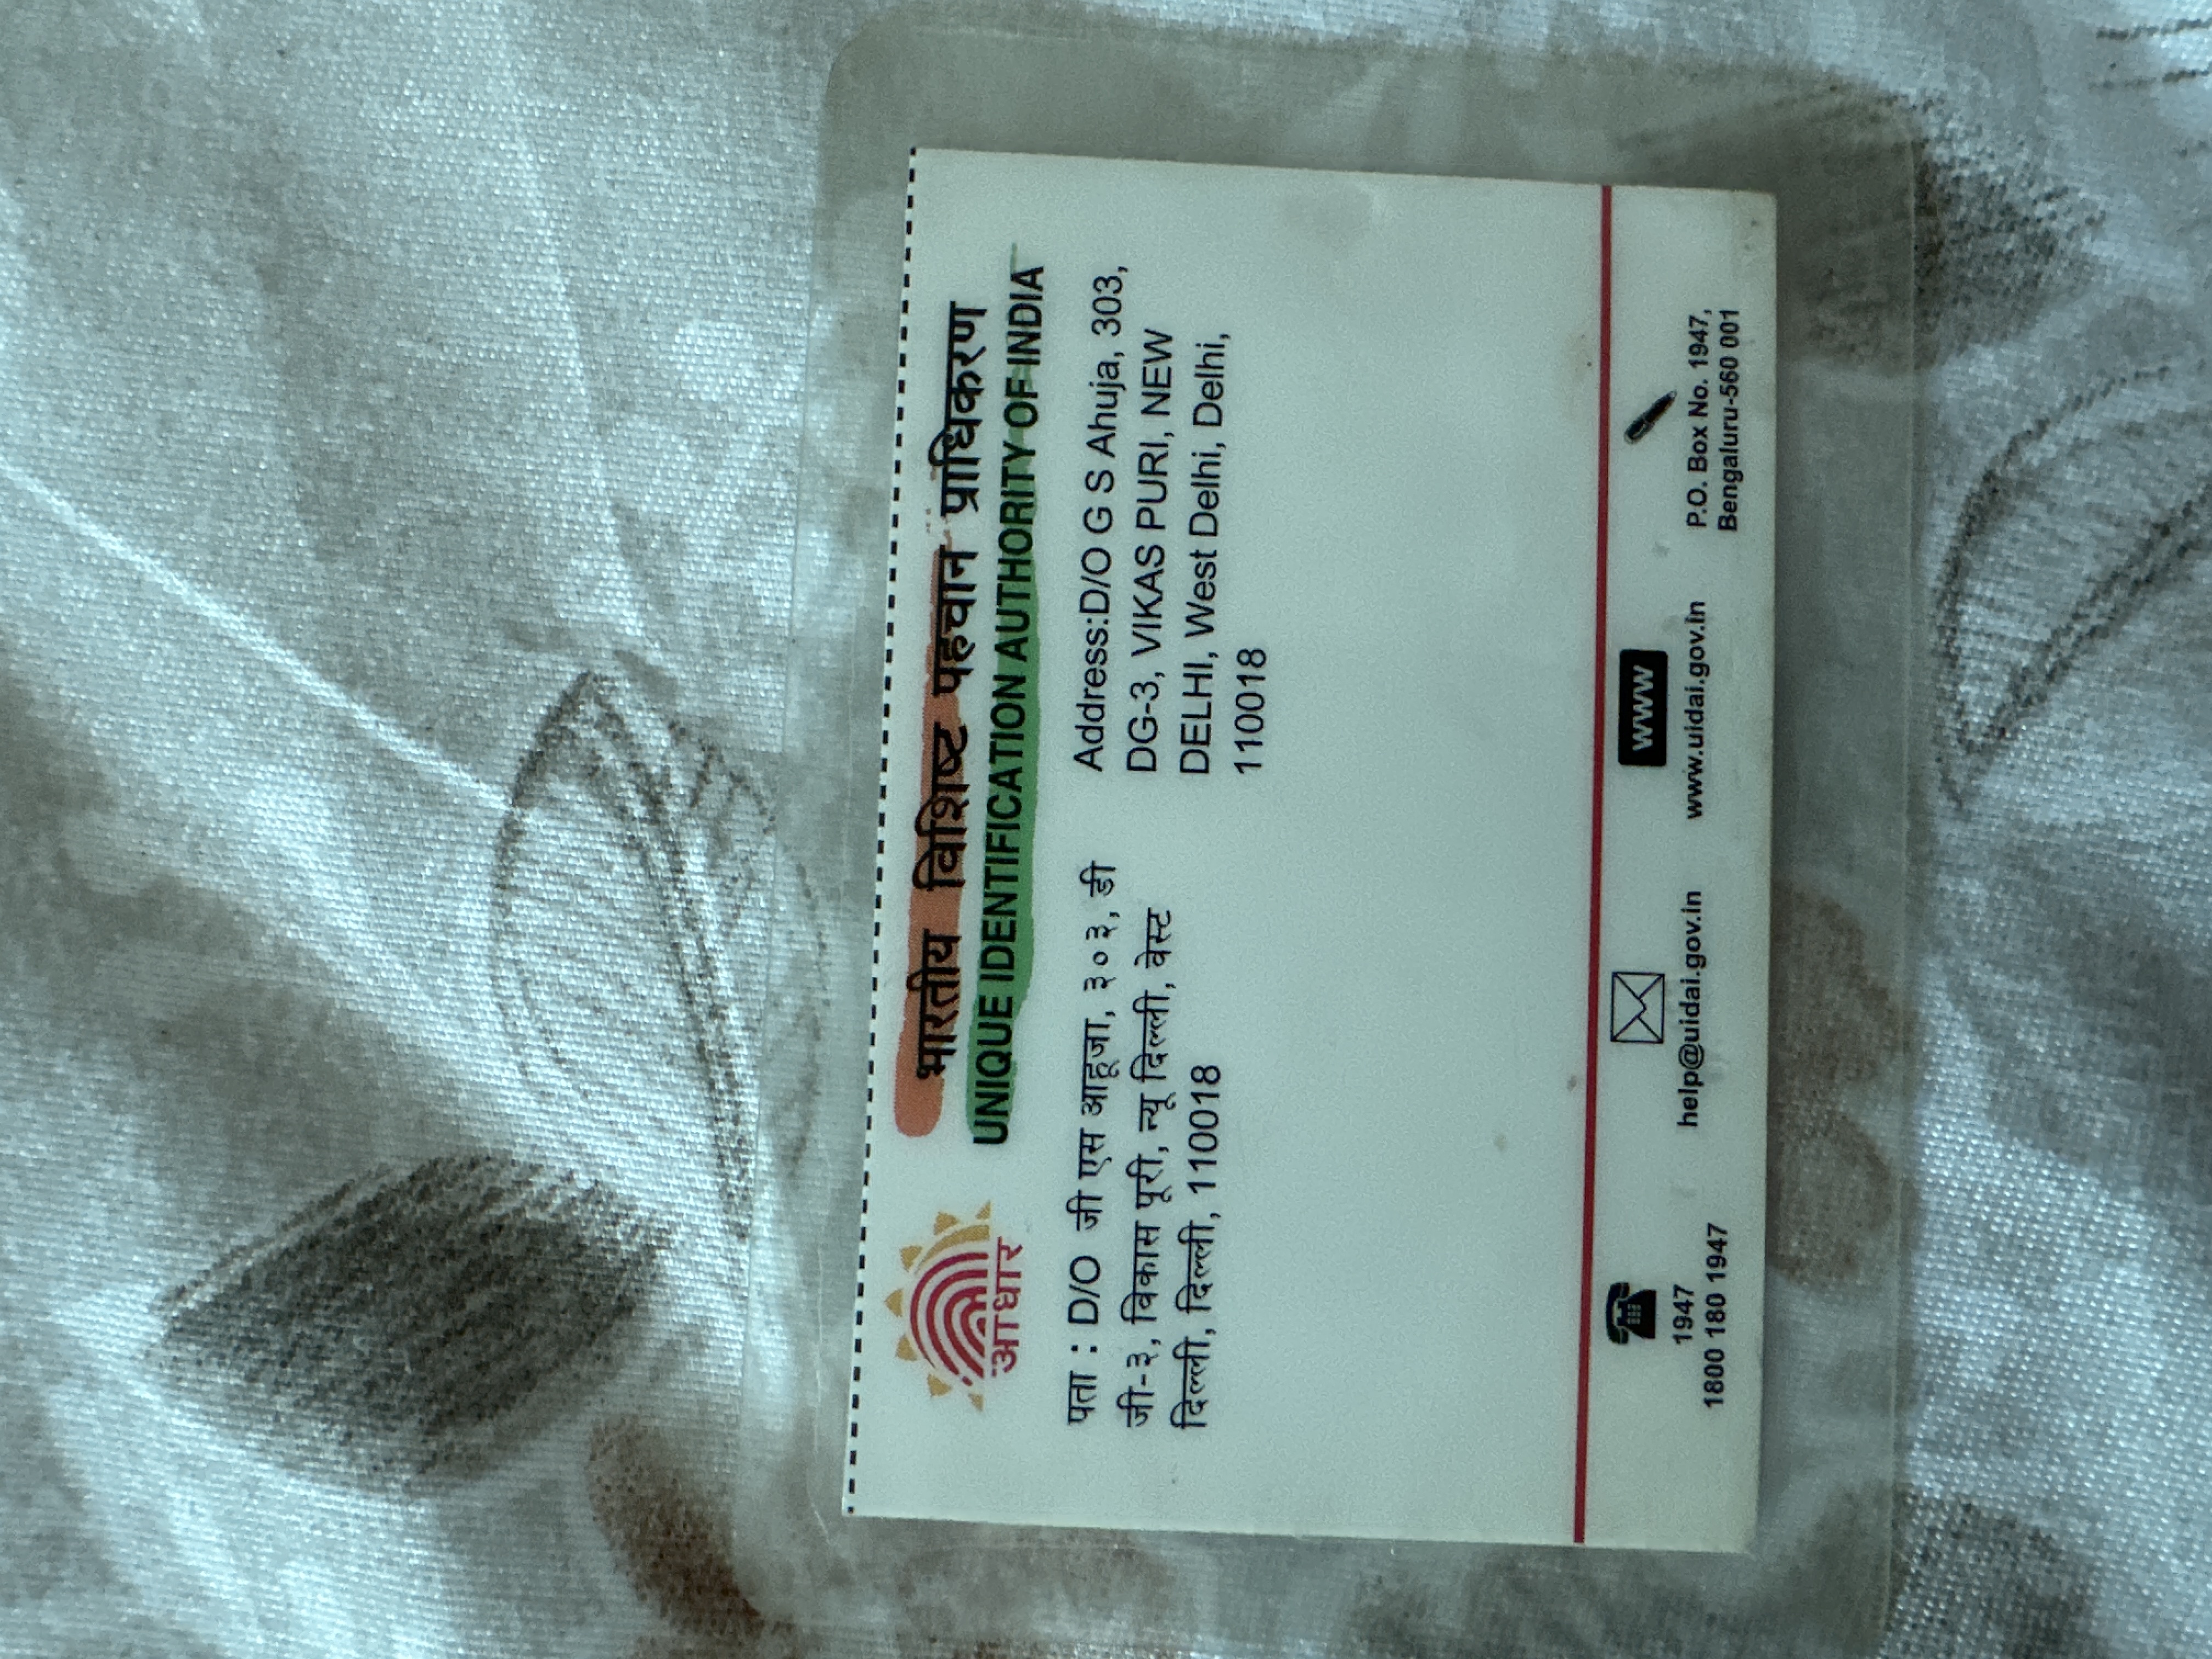 भारतीय विशिष्ट पहचान प्राधिकरण
UNIQUE IDENTIFICATION AUTHORITY OF INDIA
आधार
पता : D/O जी एस आहूजा, ३०३, डी
जी-३, विकास पूरी, न्यू दिल्ली, वेस्ट
दिल्ली, दिल्ली, 110018
Address:D/O G S Ahuja, 303,
DG-3, VIKAS PURI, NEW
DELHI, West Delhi, Delhi,
110018
1947
1800 180 1947
help@uidai.gov.in
www
www.uidai.gov.in
P.O. Box No. 1947,
Bengaluru-560 001